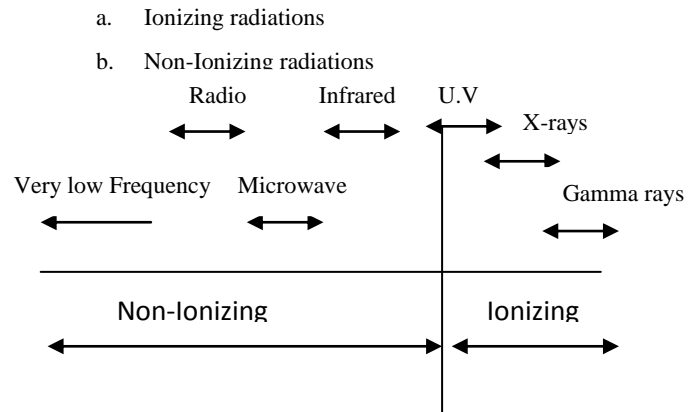 a. Ionizing radiations
b. Non-Ionizing radiations
Radio Infrared U.V
X-rays
Very low Frequency Microwave
Gamma rays
Non-Ionizing Ionizing